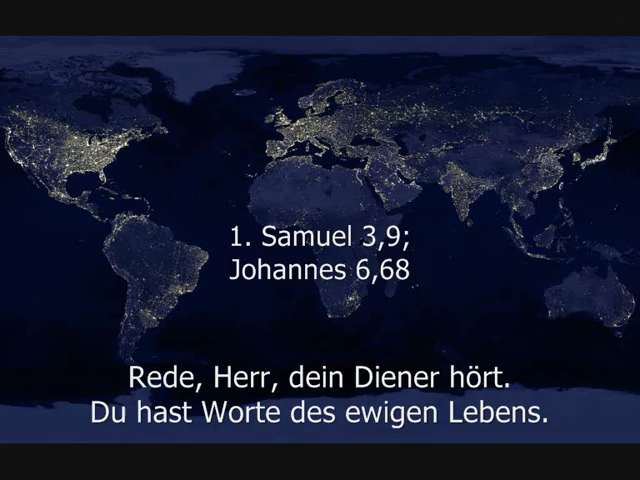 1. Samuel 3,9;
Johannes 6,68
Rede, Herr, dein Diener hört.
Du hast Worte des ewigen Lebens.